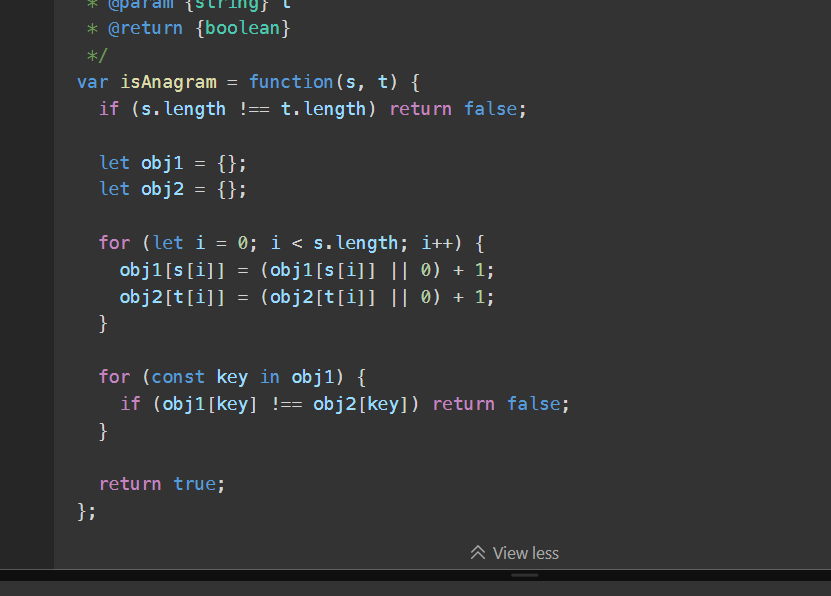 * @param {string} t
* @return {boolean}
*/
var isAnagram = function(s, t) {
  if (s.length !== t.length) return false;

  let obj1 = {};
  let obj2 = {};

  for (let i = 0; i < s.length; i++) {
    obj1[s[i]] = (obj1[s[i]] || 0) + 1;
    obj2[t[i]] = (obj2[t[i]] || 0) + 1;
  }

  for (const key in obj1) {
    if (obj1[key] !== obj2[key]) return false;
  }

  return true;
};
View less